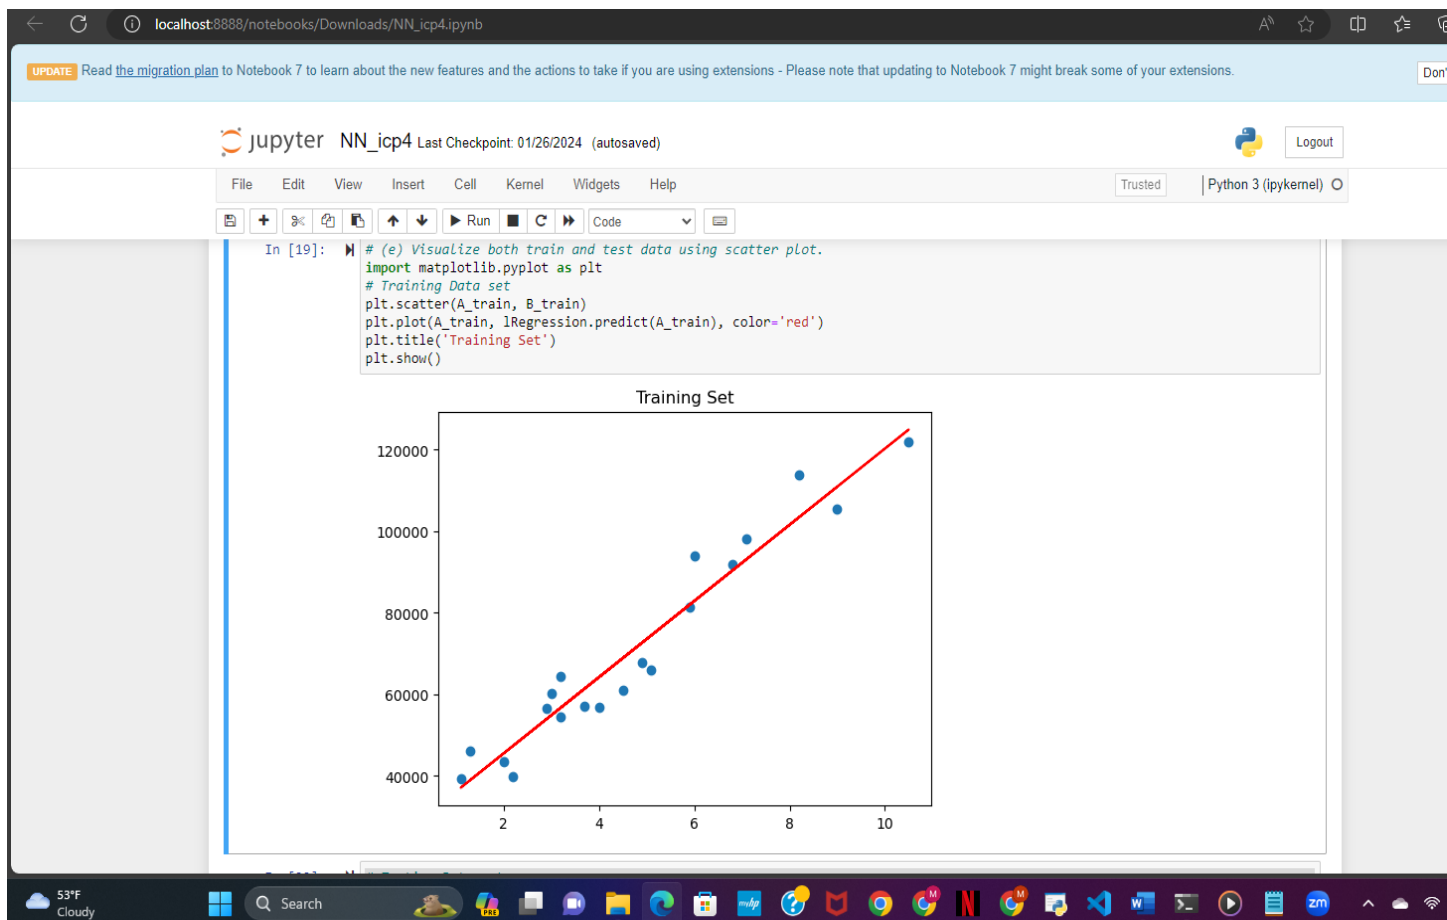 localhost:8888/notebooks/Downloads/NN_icp4.ipynb
UPDATE Read the migration plan to Notebook 7 to learn about the new features and the actions to take if you are using extensions - Please note that updating to Notebook 7 might break some of your extensions.
Don'
jupyter NN_icp4 Last Checkpoint: 01/26/2024 (autosaved)
Logout
File Edit View Insert Cell Kernel Widgets Help
Trusted Python 3 (ipykernel)
Run Code
In [19]: # (e) Visualize both train and test data using scatter plot.
import matplotlib.pyplot as plt
# Training Data set
plt.scatter(A_train, B_train)
plt.plot(A_train, lRegression.predict(A_train), color='red')
plt.title('Training Set')
plt.show()
Training Set
120000
100000
80000
60000
40000
2 4 6 8 10
53°F
Cloudy
Search
PRE
myhp
M
N
M
W
zm